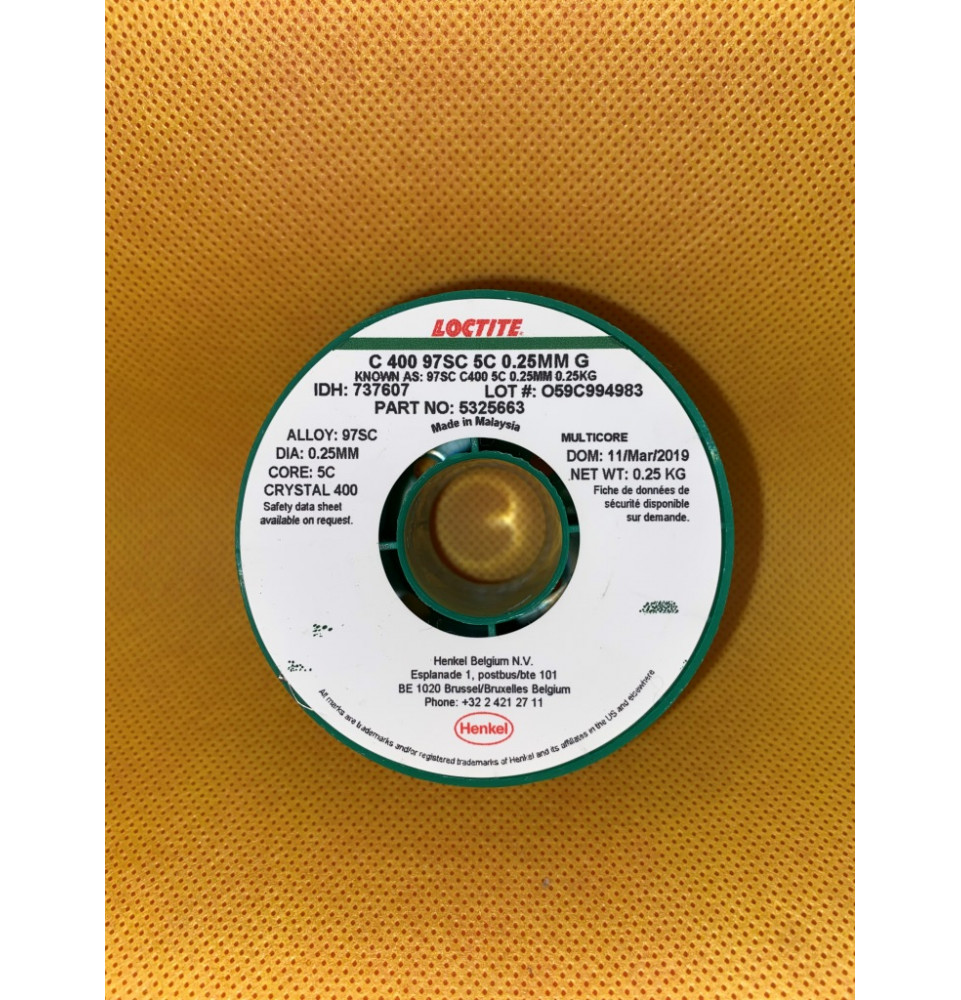 LOCTITE
C 400 97SC 5C 0.25MM G
KNOWN AS: 97SC C400 5C 0.25MM 0.25KG
IDH: 737607 LOT #: O59C994983
PART NO: 5325663
Made in Malaysia
ALLOY: 97SC
DIA: 0.25MM
CORE: 5C
CRYSTAL 400
Safety data sheet
available on request.
MULTICORE
DOM: 11/Mar/2019
NET WT: 0.25 KG
Fiche de données de
sécurité disponible
sur demande.
Henkel Belgium N.V.
Esplanade 1, postbus/bte 101
BE 1020 Brussel/Bruxelles Belgium
Phone: +32 2 421 27 11
Henkel
All marks are trademarks and/or registered trademarks of Henkel and its affiliates in the US and elsewhere